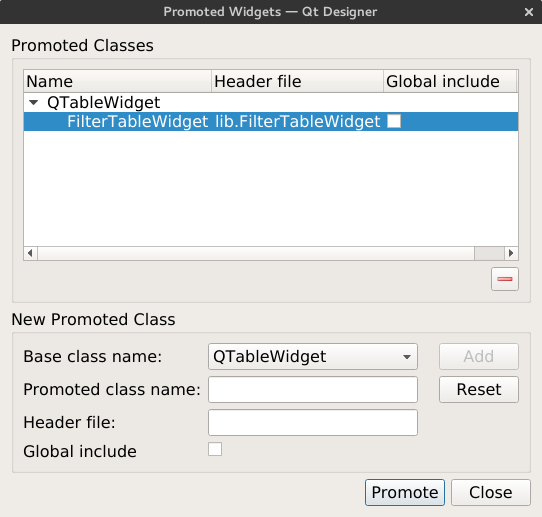 Promoted Widgets — Qt Designer
Promoted Classes
Name Header file Global include
QTableWidget
FilterTableWidget lib.FilterTableWidget
New Promoted Class
Base class name: QTableWidget Add
Promoted class name: Reset
Header file:
Global include
Promote Close